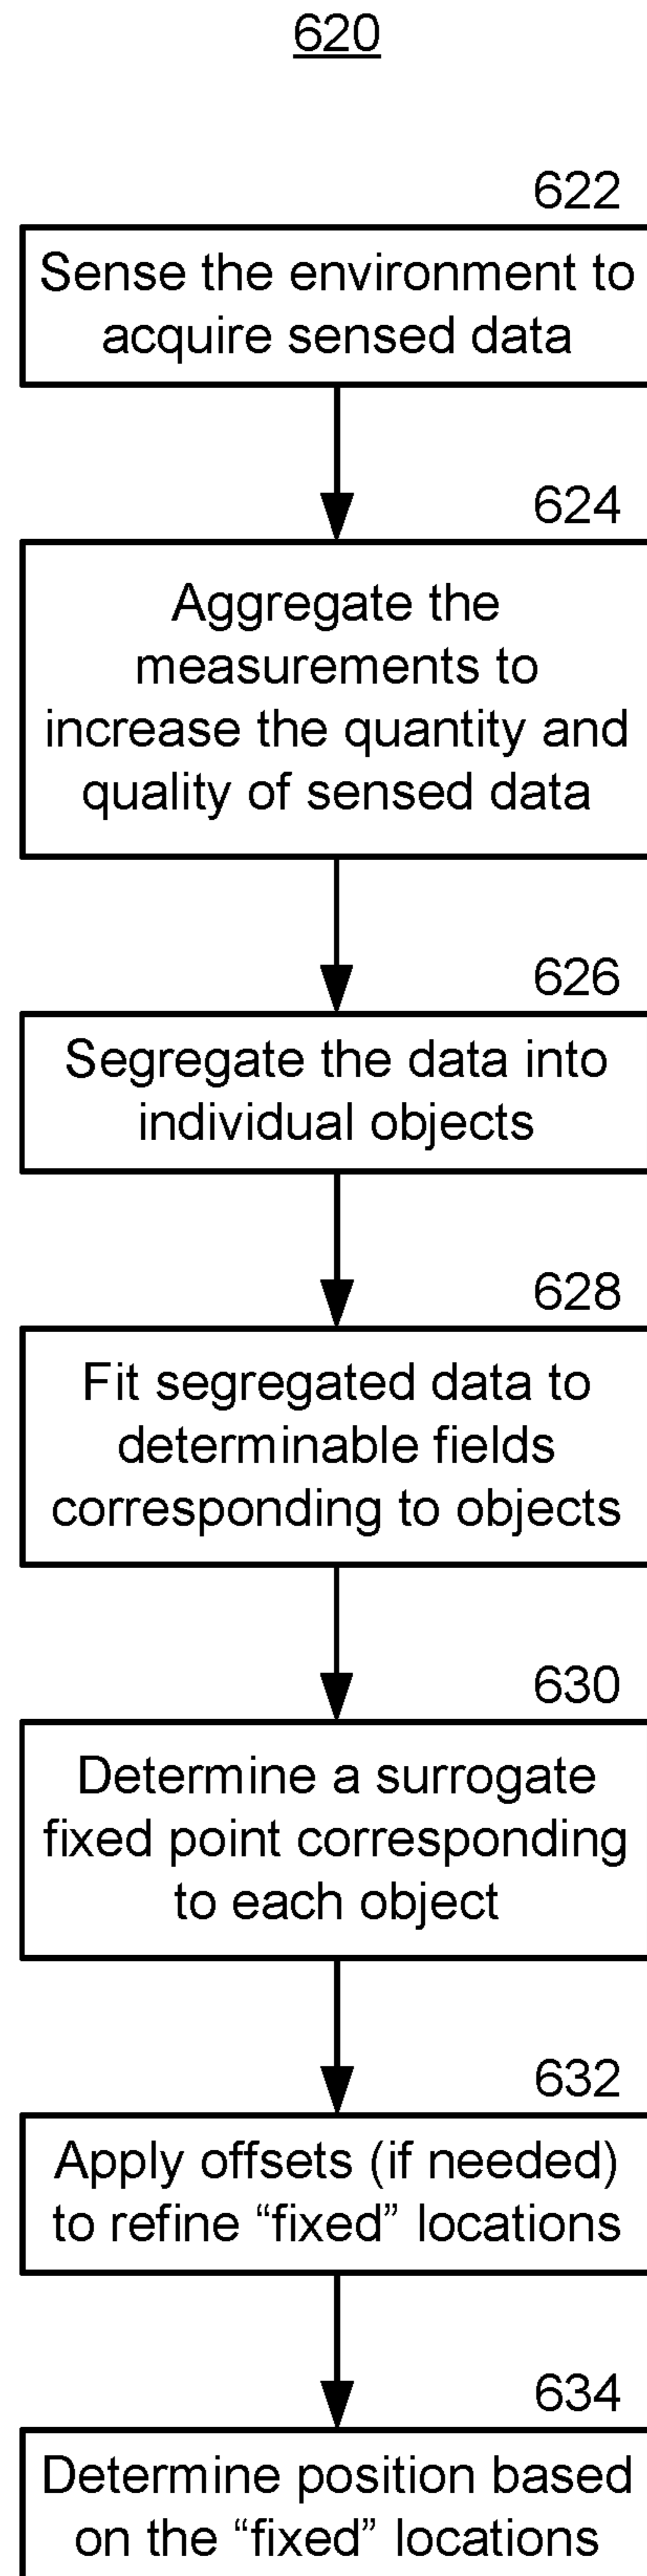 620
622
Sense the environment to
acquire sensed data
624
Aggregate the
measurements to
increase the quantity and
quality of sensed data
626
Segregate the data into
individual objects
628
Fit segregated data to
determinable fields
corresponding to objects
630
Determine a surrogate
fixed point corresponding
to each object
632
Apply offsets (if needed)
to refine “fixed” locations
634
Determine position based
on the “fixed” locations